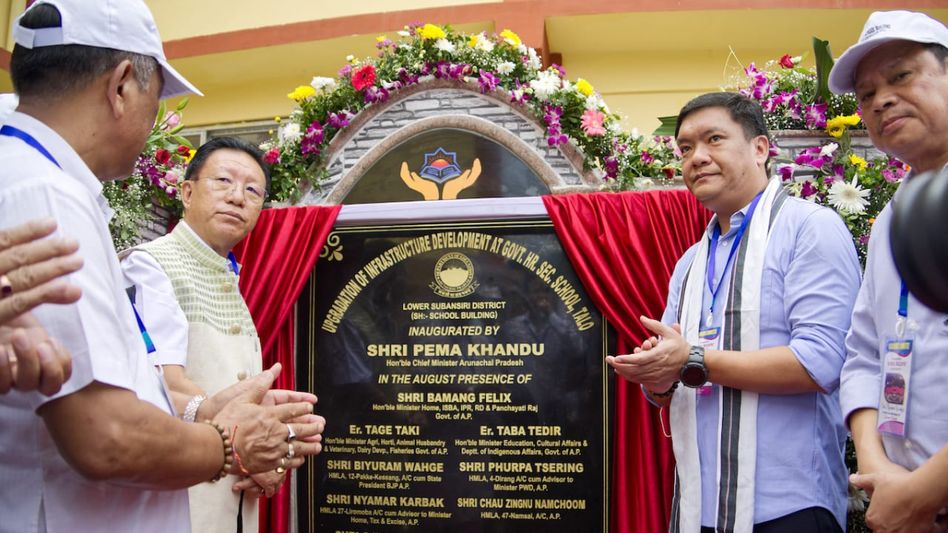 UPGRADATION OF INFRASTRUCTURE DEVELOPMENT AT GOVT. HR. SEC. SCHOOL, TALO
LOWER SUBANSIRI DISTRICT
(SH:- SCHOOL BUILDING)
INAUGURATED BY
SHRI PEMA KHANDU
Hon'ble Chief Minister Arunachal Pradesh
IN THE AUGUST PRESENCE OF
SHRI BAMANG FELIX
Hon'ble Minister Home, ISBA, IPR, RD & Panchayati Raj
Govt. of A.P.
Er. TAGE TAKI
Hon'ble Minister Agri, Horti, Animal Husbandry
& Veterinary, Dairy Devp., Fisheries Govt. of A.P.
Er. TABA TEDIR
Hon'ble Minister Education, Cultural Affairs &
Deptt. of Indigenous Affairs, Govt. of A.P.
SHRI BIYURAM WAHGE
HMLA, 12-Pakke-Kessang, A/C cum State
President BJP A.P.
SHRI PHURPA TSERING
HMLA, 4-Dirang A/C cum Advisor to
Minister PWD, A.P.
SHRI NYAMAR KARBAK
HMLA 27-Liromoba A/C cum Advisor to Minister
Home, Tax & Excise, A.P.
SHRI CHAU ZINGNU NAMCHOOM
HMLA, 47-Namsai, A/C, A.P.